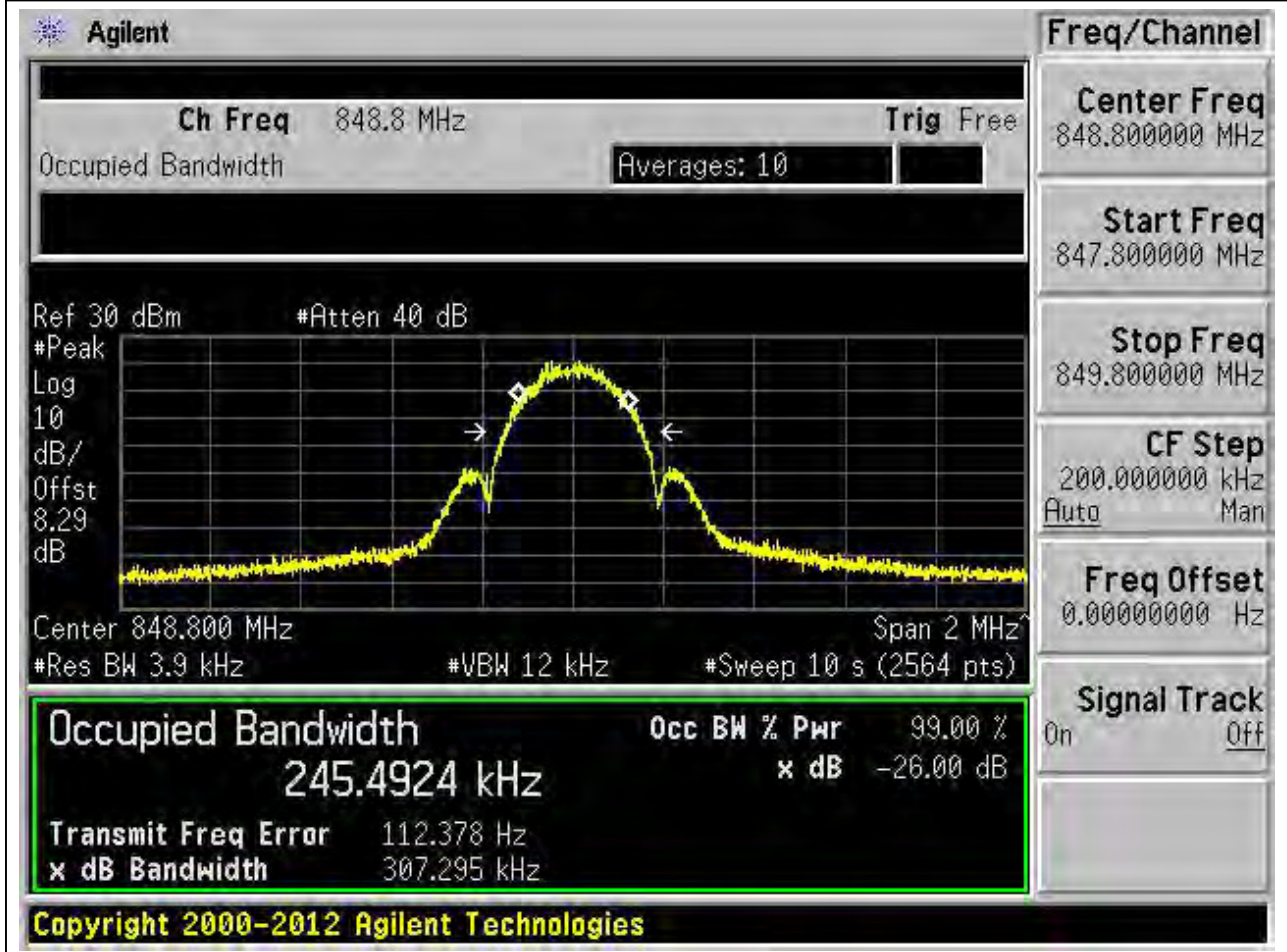 Agilent
Freq/Channel
Ch Freq 848.8 MHz Trig Free
Occupied Bandwidth Averages: 10
Center Freq
848.800000 MHz
Start Freq
847.800000 MHz
Stop Freq
849.800000 MHz
CF Step
200.000000 kHz
Auto Man
Freq Offset
0.00000000 Hz
Signal Track
On Off
Ref 30 dBm #Atten 40 dB
#Peak
Log
10
dB/
Offst
8.29
dB
Center 848.800 MHz Span 2 MHz^
#Res BW 3.9 kHz #VBW 12 kHz #Sweep 10 s (2564 pts)
Occupied Bandwidth Occ BW % Pwr 99.00 %
245.4924 kHz x dB -26.00 dB
Transmit Freq Error 112.378 Hz
x dB Bandwidth 307.295 kHz
Copyright 2000-2012 Agilent Technologies